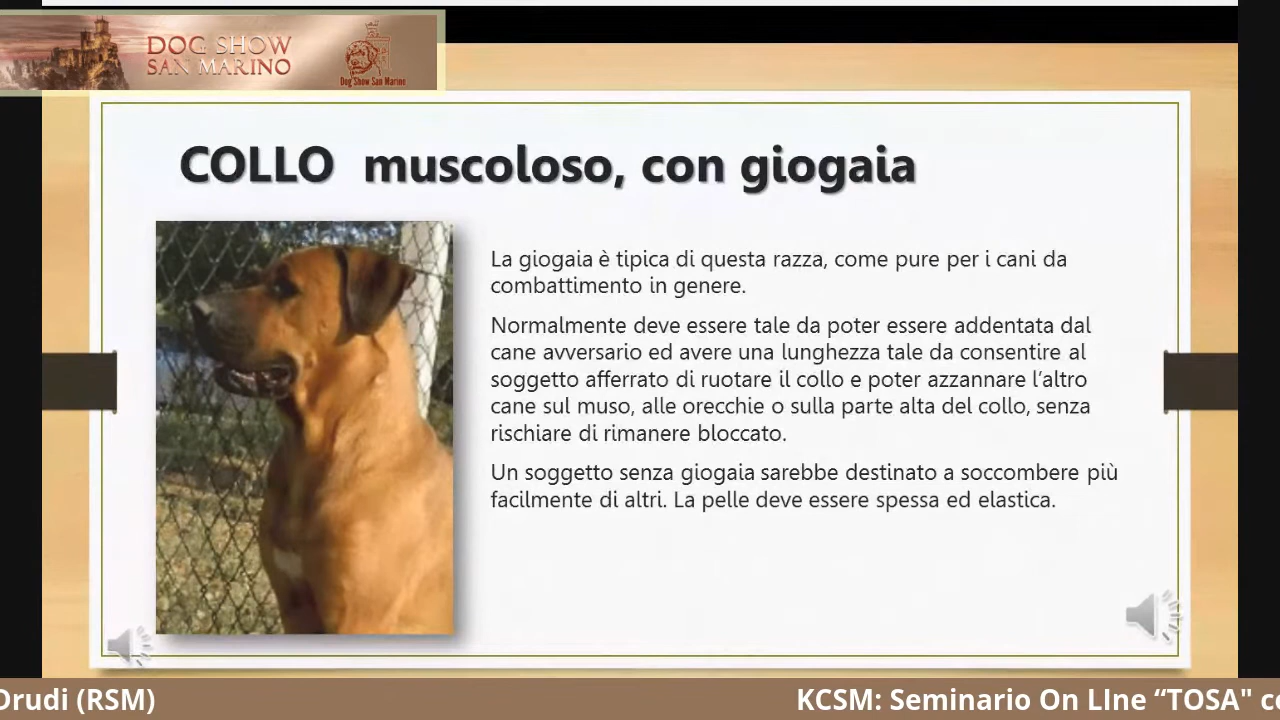 DOG SHOW
SAN MARINO
Dog Show San Marino
COLLO muscoloso, con giogaia
La giogaia è tipica di questa razza, come pure per i cani da
combattimento in genere.
Normalmente deve essere tale da poter essere addentata dal
cane avversario ed avere una lunghezza tale da consentire al
soggetto afferrato di ruotare il collo e poter azzannare l’altro
cane sul muso, alle orecchie o sulla parte alta del collo, senza
rischiare di rimanere bloccato.
Un soggetto senza giogaia sarebbe destinato a soccombere più
facilmente di altri. La pelle deve essere spessa ed elastica.
Drudi (RSM) KCSM: Seminario On LIne “TOSA" co